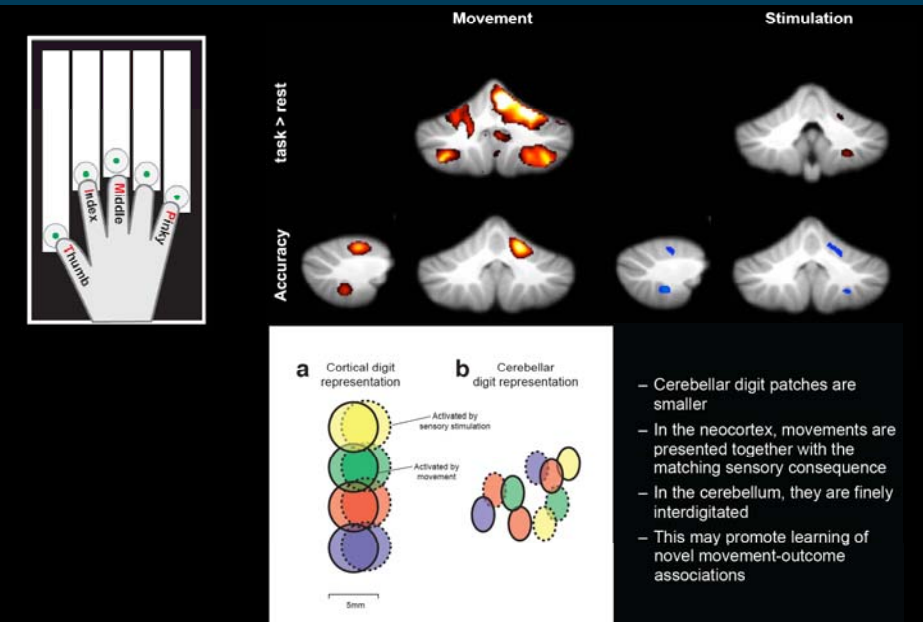 Movement
Stimulation
task > rest
Accuracy
Thumb
Index
Middle
Pinky
a
Cortical digit
representation
Activated by
sensory stimulation
Activated by
movement
5mm
b
Cerebellar
digit representation
– Cerebellar digit patches are
smaller
– In the neocortex, movements are
presented together with the
matching sensory consequence
– In the cerebellum, they are finely
interdigitated
– This may promote learning of
novel movement-outcome
associations